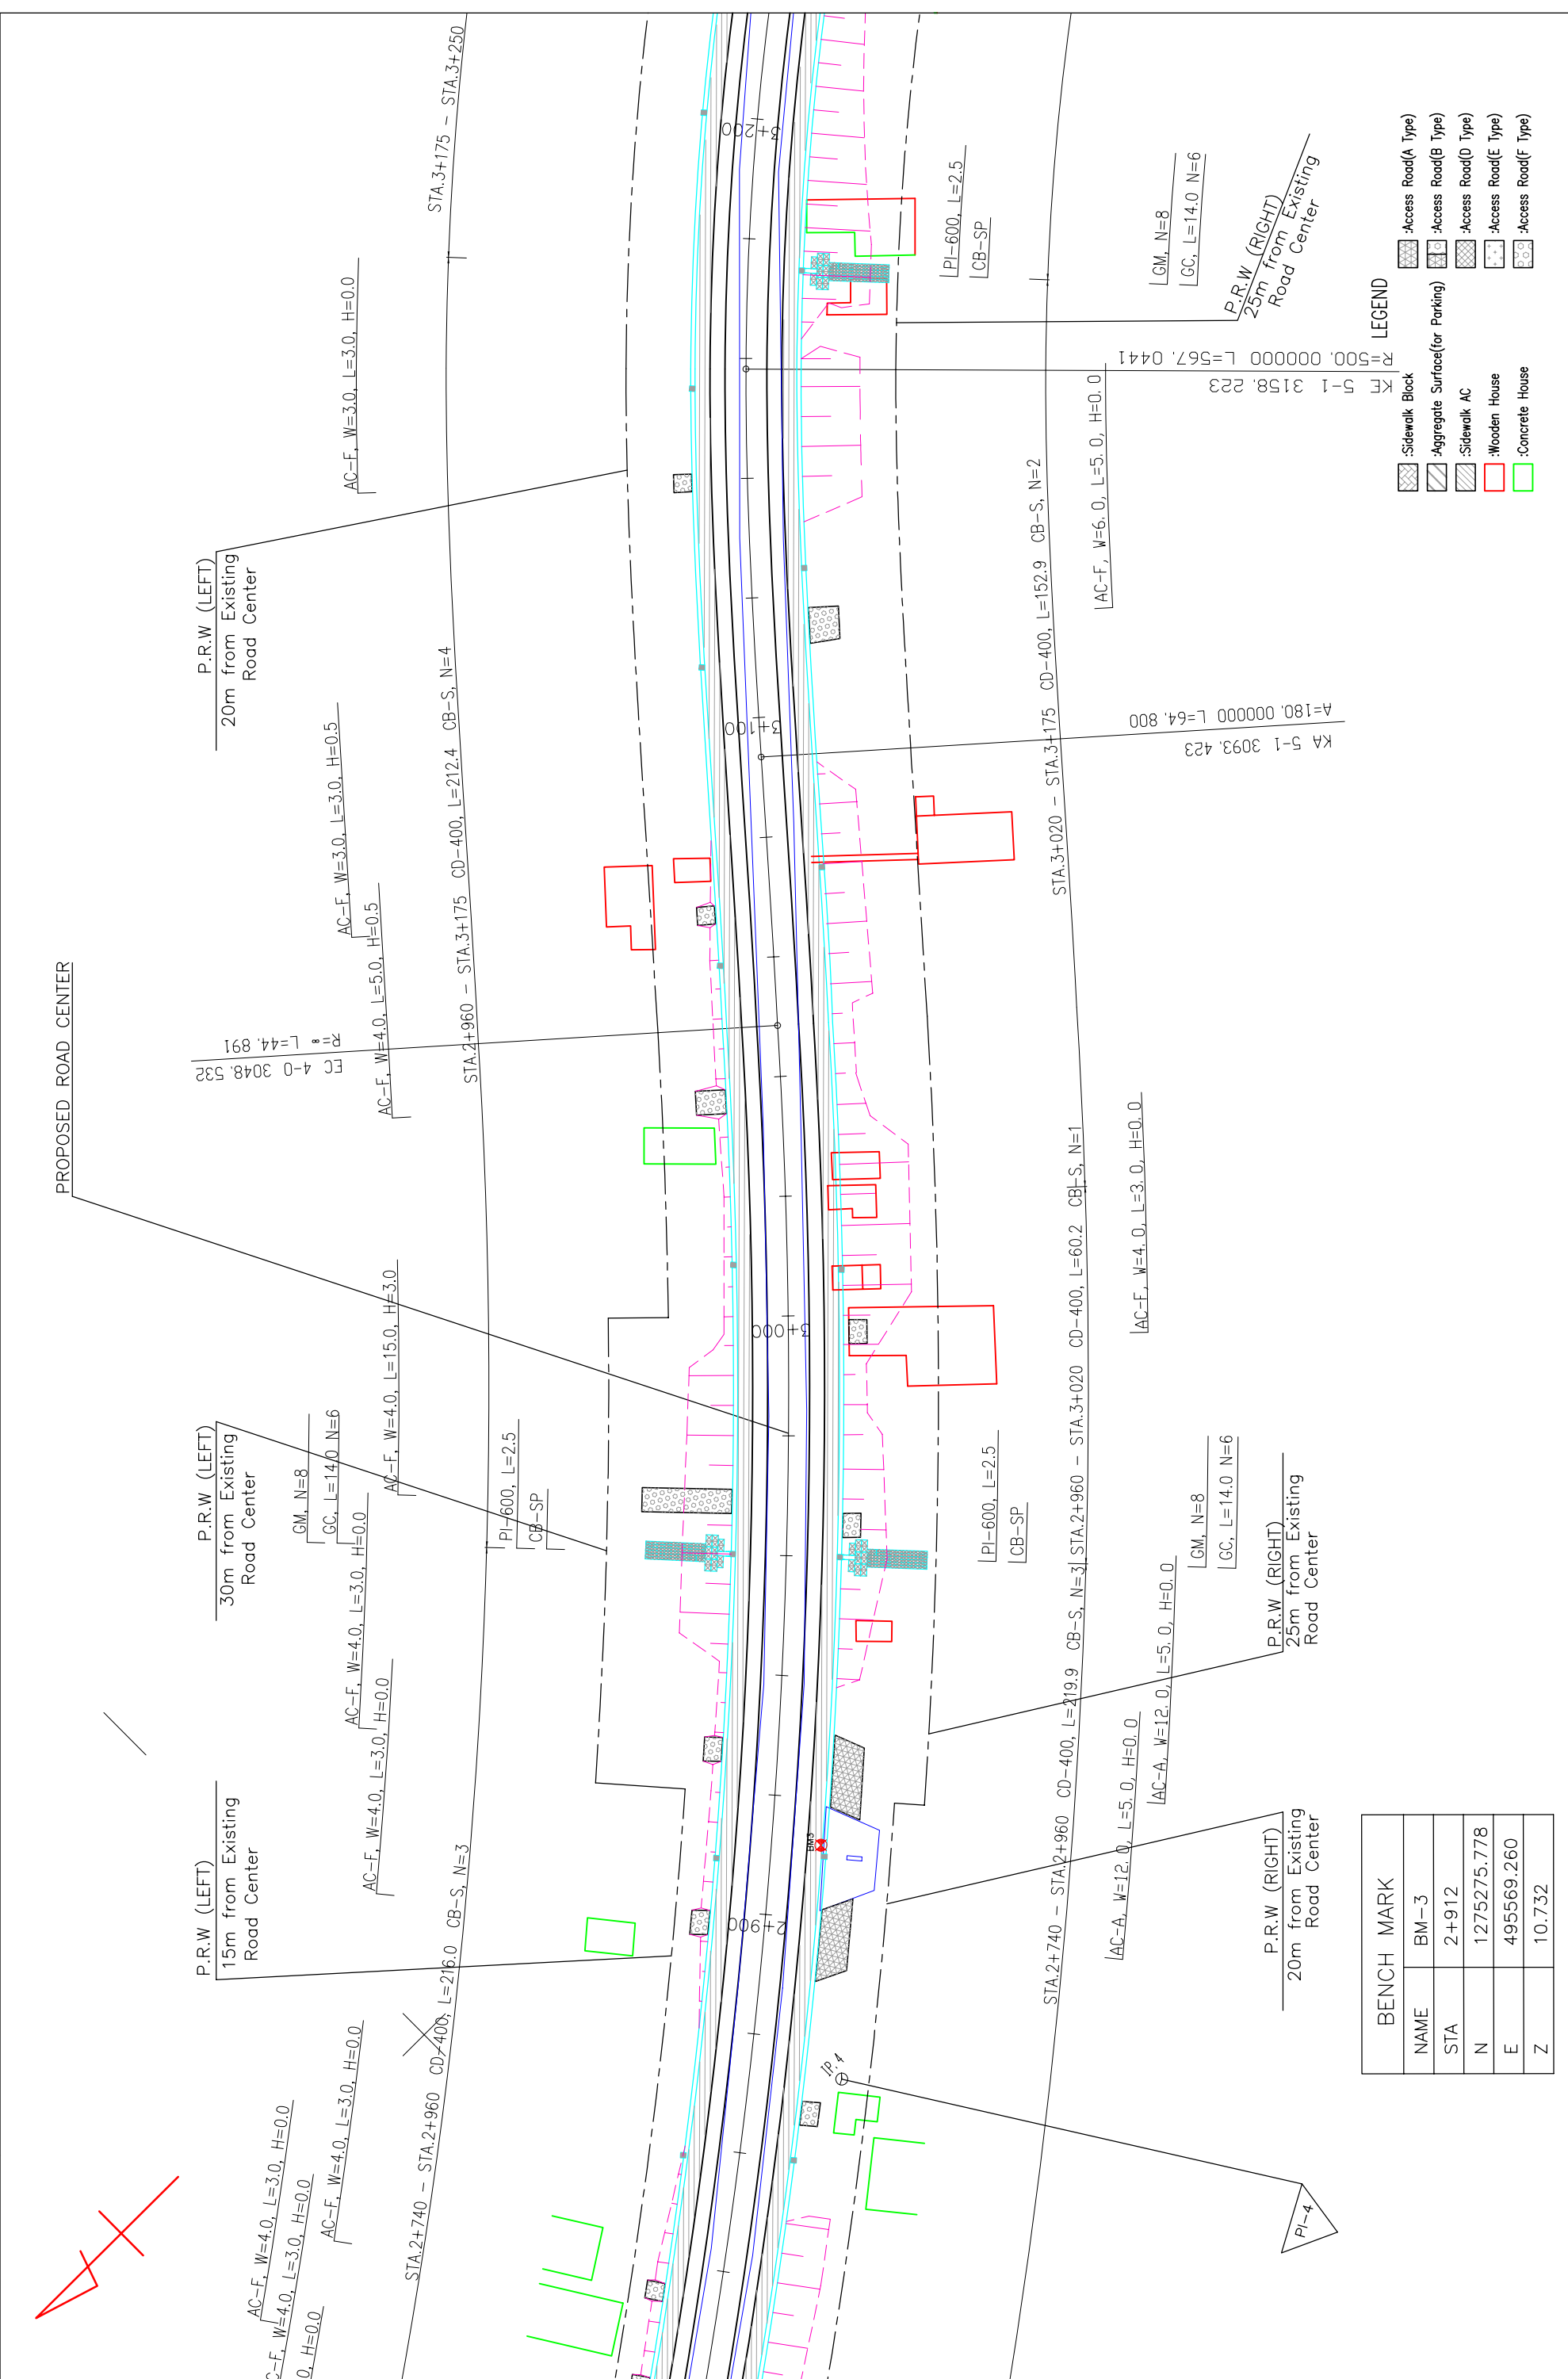 STA.3+175 - STA.3+250
AC-F, W=3.0, L=3.0, H=0.0
P.R.W (LEFT)
20m from Existing
Road Center
STA.2+960 - STA.3+175 CD-400, L=212.4 CB-S, N=4
AC-F, W=3.0, L=3.0, H=0.5
AC-F, W=4.0, L=5.0, H=0.5
EC 4-0 3048.532
R=∞ L=44.891
PROPOSED ROAD CENTER
AC-F, W=4.0, L=15.0, H=3.0
P.R.W (LEFT)
30m from Existing
Road Center
GM, N=8
GC, L=14.0 N=6
PI-600, L=2.5
CB-SP
AC-F, W=4.0, L=3.0, H=0.0
AC-F, W=4.0, L=3.0, H=0.0
P.R.W (LEFT)
15m from Existing
Road Center
STA.2+740 - STA.2+960 CD-400, L=216.0 CB-S, N=3
AC-F, W=4.0, L=3.0, H=0.0
AC-F, W=4.0, L=3.0, H=0.0
C-F, W=4.0, L=3.0, H=0.0
0, H=0.0
3+200
3+100
3+000
2+900
BM3
IP.4
PI-4
PI-600, L=2.5
CB-SP
GM, N=8
GC, L=14.0 N=6
P.R.W (RIGHT)
25m from Existing
Road Center
KE 5-1 3158.223
R=500.000000 L=567.0441
AC-F, W=6.0, L=5.0, H=0.0
STA.3+020 - STA.3+175 CD-400, L=152.9 CB-S, N=2
KA 5-1 3093.423
A=180.000000 L=64.800
AC-F, W=4.0, L=3.0, H=0.0
STA.2+960 - STA.3+020 CD-400, L=60.2 CB-S, N=1
PI-600, L=2.5
CB-SP
GM, N=8
GC, L=14.0 N=6
P.R.W (RIGHT)
25m from Existing
Road Center
AC-A, W=12.0, L=5.0, H=0.0
AC-A, W=12.0, L=5.0, H=0.0
STA.2+740 - STA.2+960 CD-400, L=219.9 CB-S, N=3
P.R.W (RIGHT)
20m from Existing
Road Center
LEGEND
:Sidewalk Block
:Aggregate Surface(for Parking)
:Sidewalk AC
:Wooden House
:Concrete House
:Access Road(A Type)
:Access Road(B Type)
:Access Road(D Type)
:Access Road(E Type)
:Access Road(F Type)
BENCH MARK
NAME BM-3
STA 2+912
N 1275275.778
E 495569.260
Z 10.732